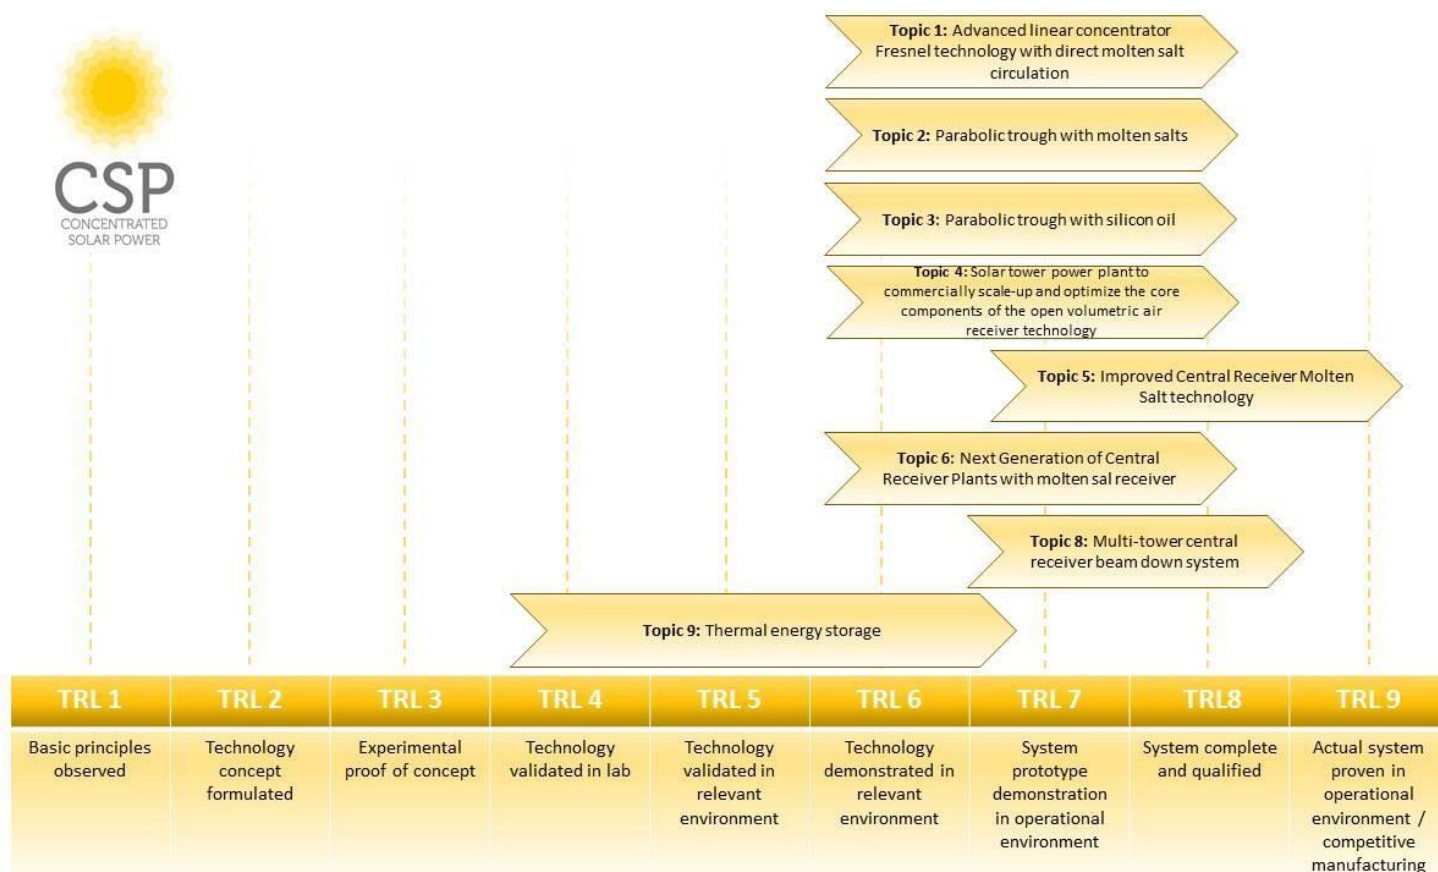 Topic 1: Advanced linear concentrator
Fresnel technology with direct molten salt
circulation
Topic 2: Parabolic trough with molten salts
CSP
CONCENTRATED
SOLAR POWER
Topic 3: Parabolic trough with silicon oil
Topic 4: Solar tower power plant to
commercially scale-up and optimize the core
components of the open volumetric air
receiver technology
Topic 5: Improved Central Receiver Molten
Salt technology
Topic 6: Next Generation of Central
Receiver Plants with molten sal receiver
Topic 8: Multi-tower central
receiver beam down system
Topic 9: Thermal energy storage
TRL 1
TRL 2
TRL 3
TRL 4
TRL 5
TRL 6
TRL 7
TRL8
TRL 9
Basic principles
observed
Technology
concept
formulated
Experimental
proof of concept
Technology
validated in lab
Technology
validated in
relevant
environment
Technology
demonstrated in
relevant
environment
System
prototype
demonstration
in operational
environment
System complete
and qualified
Actual system
proven in
operational
environment /
competitive
manufacturing